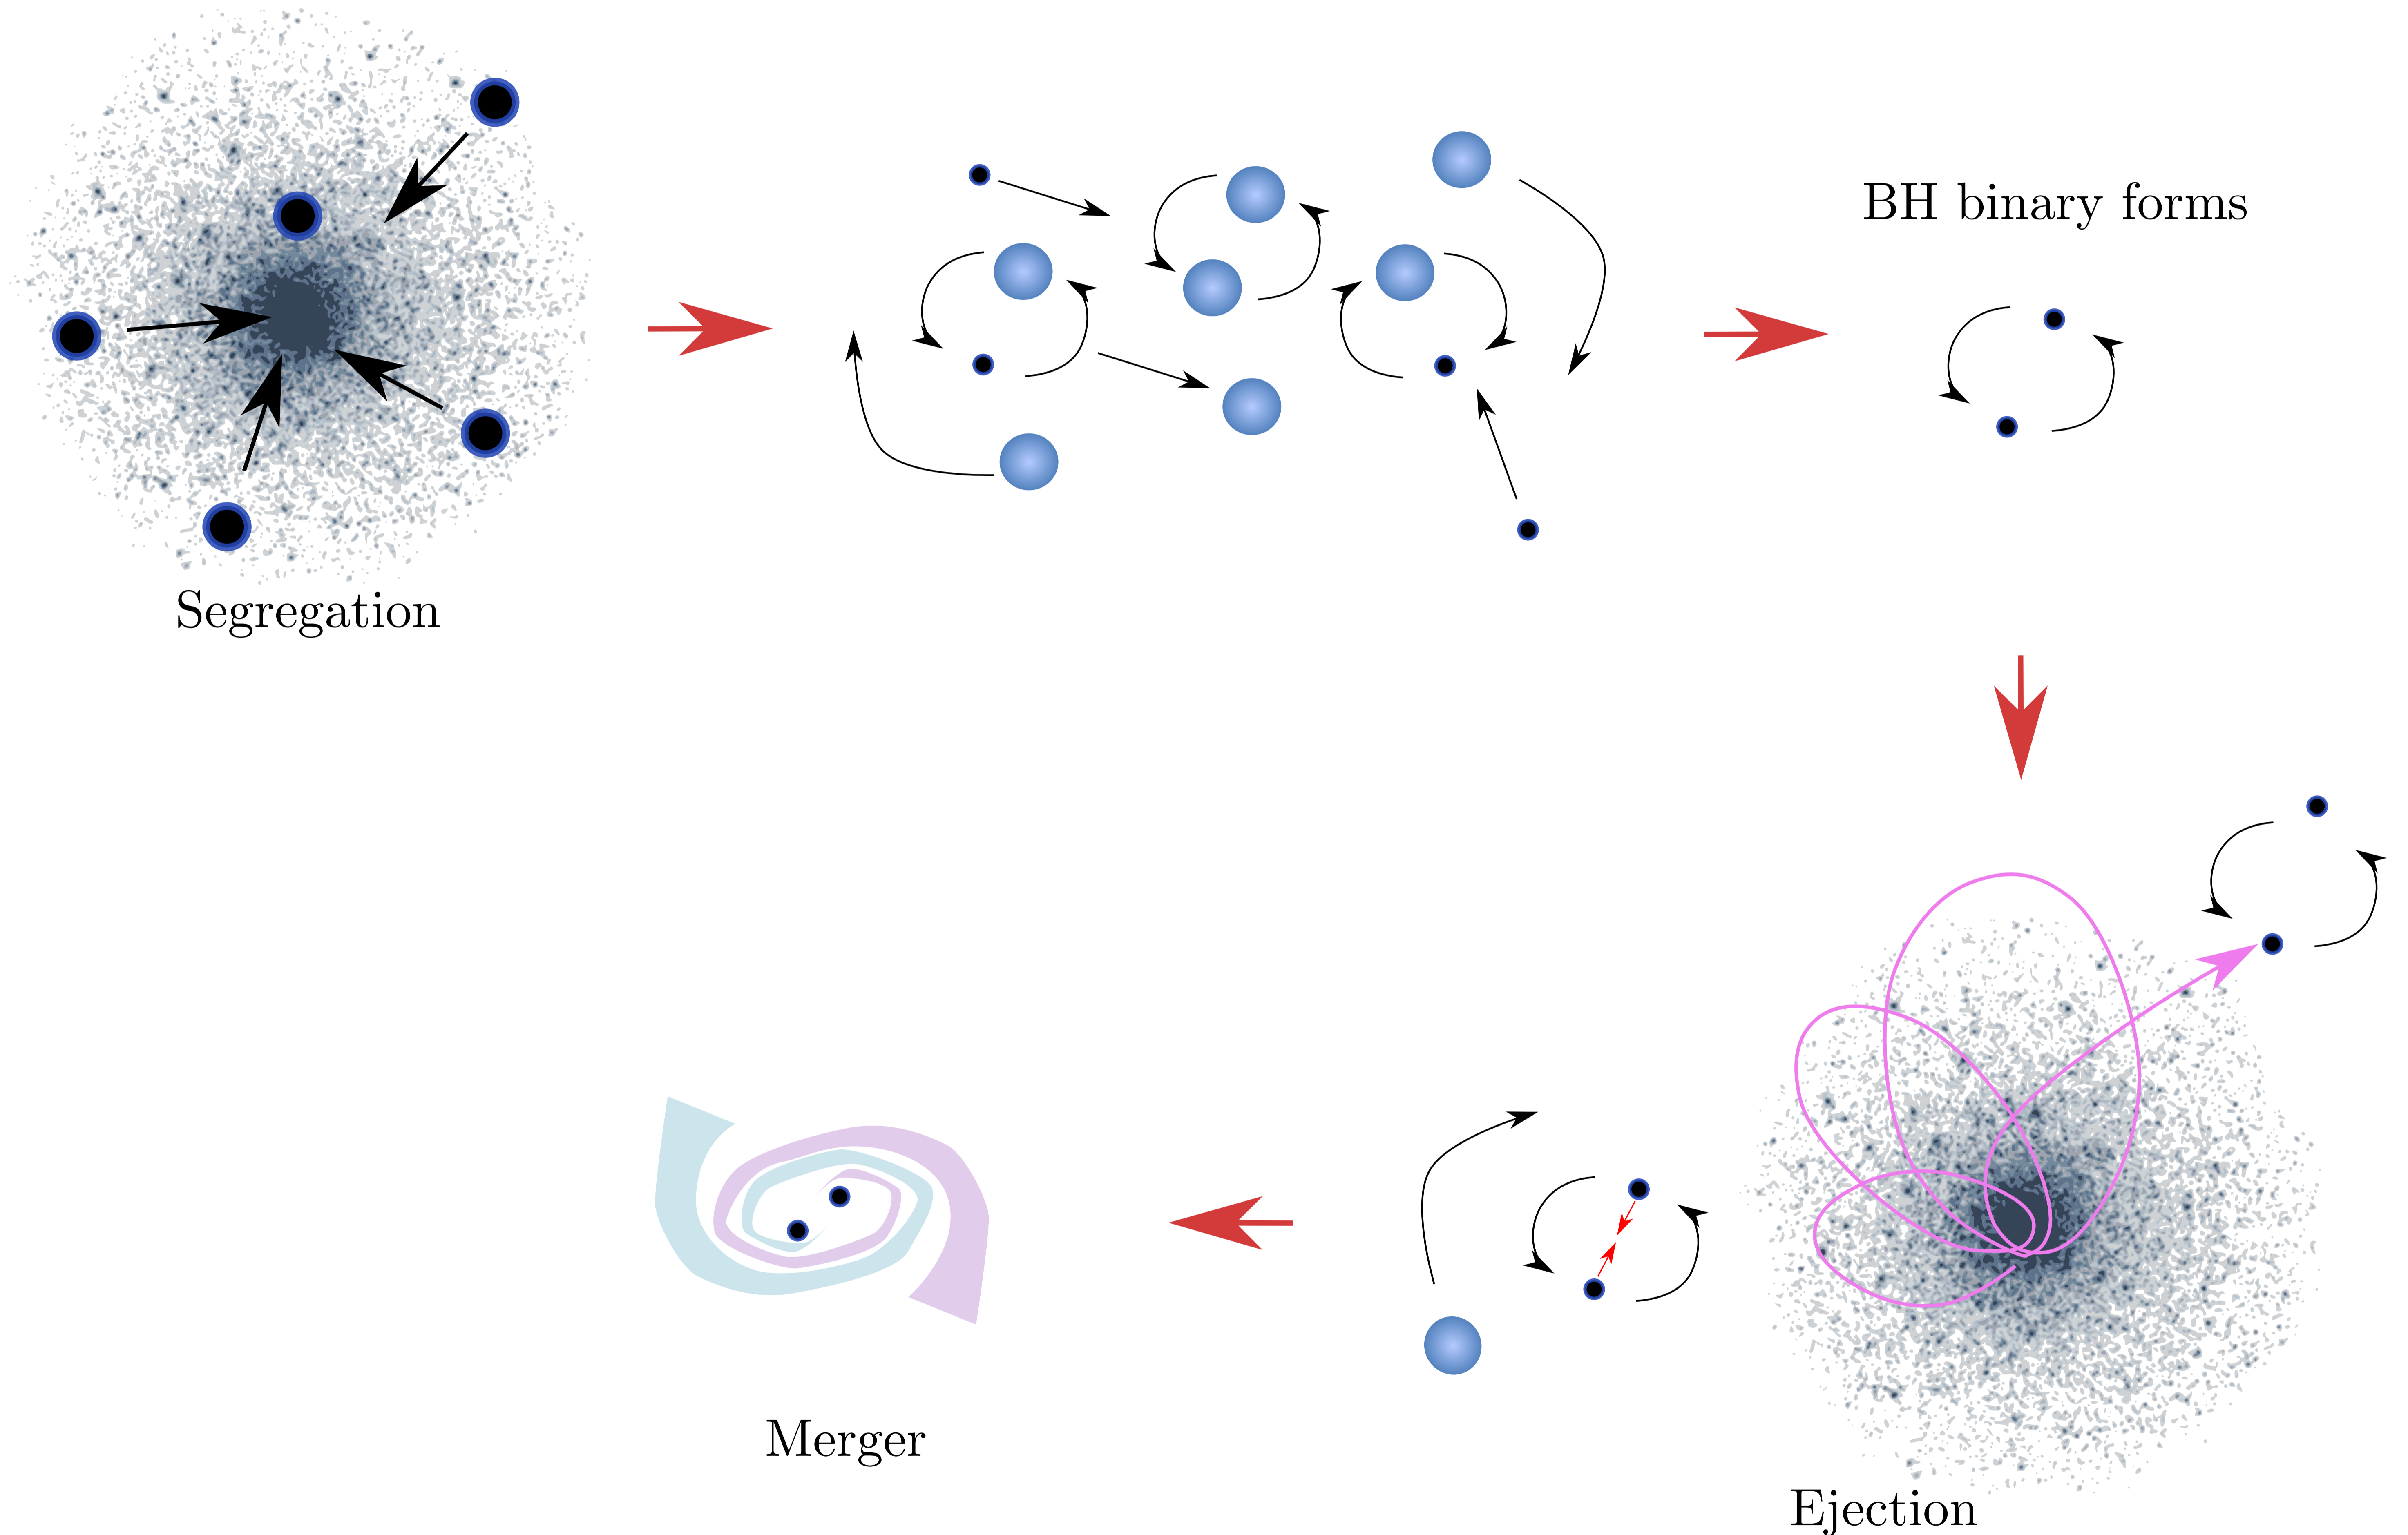 BH binary forms
Segregation
Merger
Ejection